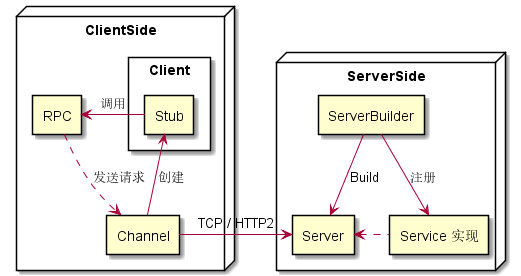 ClientSide
Client
RPC
调用
Stub
发送请求
创建
Channel
TCP / HTTP2
ServerSide
ServerBuilder
Build
注册
Server
Service 实现